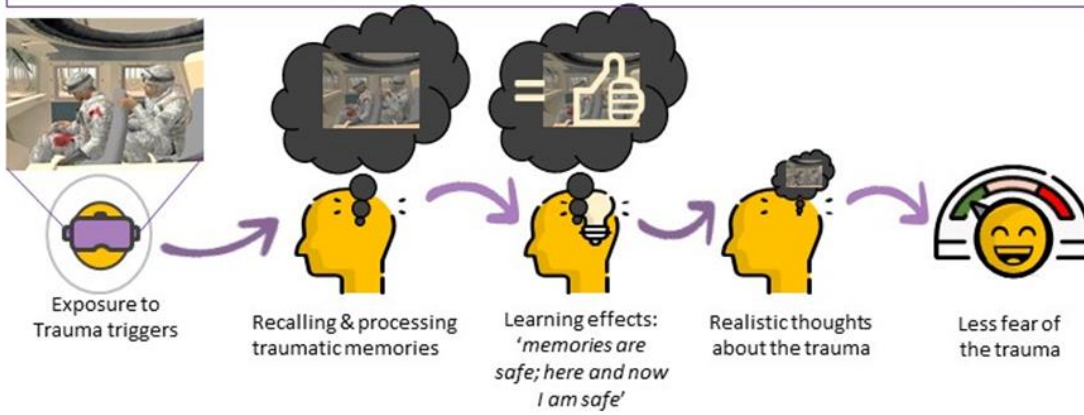 Exposure to
Trauma triggers
Recalling & processing
traumatic memories
Learning effects:
'memories are
safe; here and now
I am safe'
Realistic thoughts
about the trauma
Less fear of
the trauma